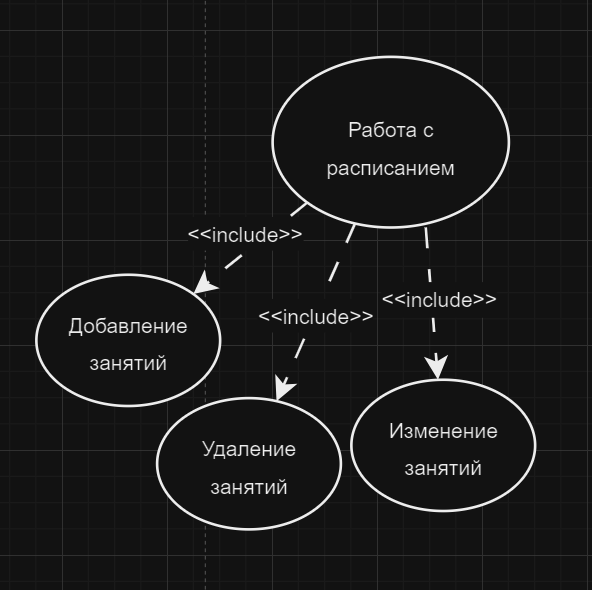 Работа с
расписанием
<<include>>
<<include>>
<<include>>
Добавление
занятий
Удаление
занятий
Изменение
занятий